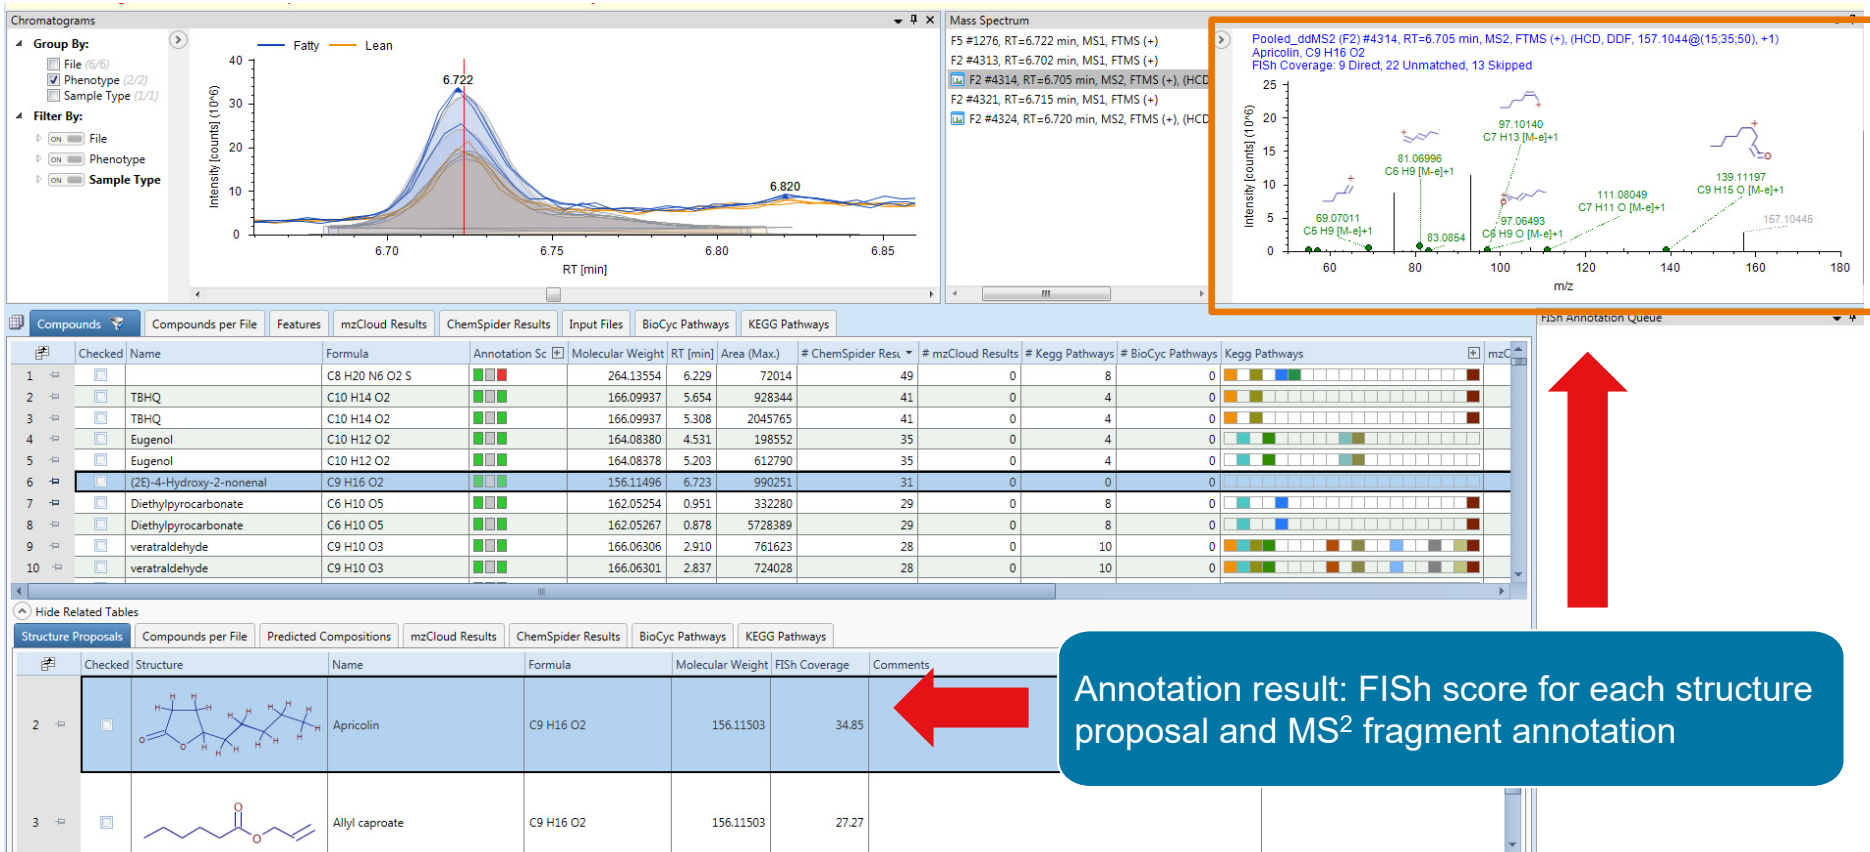 Chromatograms
Group By:
File (6/6)
Phenotype (2/2)
Sample Type (1/1)
Filter By:
ON File
ON Phenotype
ON Sample Type
Fatty Lean
6.722
6.820
40
30
20
10
0
Intensity [counts] (10^6)
6.70 6.75 6.80 6.85
RT [min]
Mass Spectrum
F5 #1276, RT=6.722 min, MS1, FTMS (+)
F2 #4313, RT=6.702 min, MS1, FTMS (+)
F2 #4314, RT=6.705 min, MS2, FTMS (+), (HCD
F2 #4321, RT=6.715 min, MS1, FTMS (+)
F2 #4324, RT=6.720 min, MS2, FTMS (+), (HCD
Pooled_ddMS2 (F2) #4314, RT=6.705 min, MS2, FTMS (+), (HCD, DDF, 157.1044@(15;35;50), +1)
Apricolin, C9 H16 O2
FISh Coverage: 9 Direct, 22 Unmatched, 13 Skipped
25
20
15
10
5
0
Intensity [counts] (10^6)
97.10140
C7 H13 [M-e]+1
81.06996
C6 H9 [M-e]+1
139.11197
C9 H15 O [M-e]+1
111.08049
C7 H11 O [M-e]+1
69.07011
C5 H9 [M-e]+1
97.06493
C6 H9 O [M-e]+1
83.0854
157.10445
60 80 100 120 140 160 180
m/z
Compounds Compounds per File Features mzCloud Results ChemSpider Results Input Files BioCyc Pathways KEGG Pathways
FISh Annotation Queue
Checked Name Formula Annotation Sc Molecular Weight RT [min] Area (Max.) # ChemSpider Resu # mzCloud Results # Kegg Pathways # BioCyc Pathways Kegg Pathways mzC
1 C8 H20 N6 O2 S 264.13554 6.229 72014 49 0 8 0
2 TBHQ C10 H14 O2 166.09937 5.654 928344 41 0 4 0
3 TBHQ C10 H14 O2 166.09937 5.308 2045765 41 0 4 0
4 Eugenol C10 H12 O2 164.08380 4.531 198552 35 0 4 0
5 Eugenol C10 H12 O2 164.08378 5.203 612790 35 0 4 0
6 (2E)-4-Hydroxy-2-nonenal C9 H16 O2 156.11496 6.723 990251 31 0 0 0
7 Diethylpyrocarbonate C6 H10 O5 162.05254 0.951 332280 29 0 8 0
8 Diethylpyrocarbonate C6 H10 O5 162.05267 0.878 5728389 29 0 8 0
9 veratraldehyde C9 H10 O3 166.06306 2.910 761623 28 0 10 0
10 veratraldehyde C9 H10 O3 166.06301 2.837 724028 28 0 10 0
Hide Related Tables
Structure Proposals Compounds per File Predicted Compositions mzCloud Results ChemSpider Results BioCyc Pathways KEGG Pathways
Checked Structure Name Formula Molecular Weight FISh Coverage Comments
2 Apricolin C9 H16 O2 156.11503 34.85
3 Allyl caproate C9 H16 O2 156.11503 27.27
Annotation result: FISh score for each structure
proposal and MS² fragment annotation